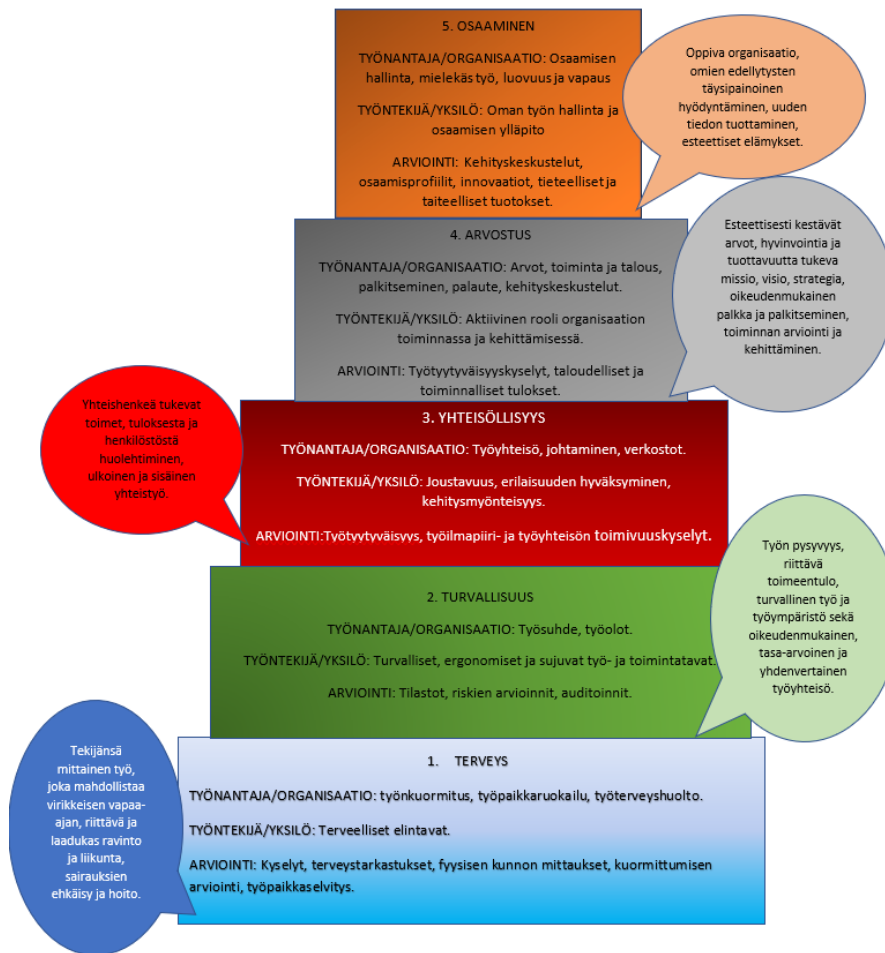 5. OSAAMINEN
TYÖNANTAJA/ORGANISAATIO: Osaamisen
hallinta, mielekäs työ, luovuus ja vapaus
TYÖNTEKIJÄ/YKSILÖ: Oman työn hallinta ja
osaamisen ylläpito
ARVIOINTI: Kehityskeskustelut,
osaamisprofiilit, innovaatiot, tieteelliset ja
taiteelliset tuotokset.
Oppiva organisaatio,
omien edellytysten
täysipainoinen
hyödyntäminen, uuden
tiedon tuottaminen,
esteettiset elämykset.
4. ARVOSTUS
TYÖNANTAJA/ORGANISAATIO: Arvot, toiminta ja talous,
palkitseminen, palaute, kehityskeskustelut.
TYÖNTEKIJÄ/YKSILÖ: Aktiivinen rooli organisaation
toiminnassa ja kehittämisessä.
ARVIOINTI: Työtyytyväisyyskyselyt, taloudelliset ja
toiminnalliset tulokset.
Esteettisesti kestävät
arvot, hyvinvointia ja
tuottavuutta tukeva
missio, visio, strategia,
oikeudenmukainen
palkka ja palkitseminen,
toiminnan arviointi ja
kehittäminen.
Yhteishenkeä tukevat
toimet, tuloksesta ja
henkilöstöstä
huolehtiminen,
ulkoinen ja sisäinen
yhteistyö.
3. YHTEISÖLLISYYS
TYÖNANTAJA/ORGANISAATIO: Työyhteisö, johtaminen, verkostot.
TYÖNTEKIJÄ/YKSILÖ: Joustavuus, erilaisuuden hyväksyminen,
kehitysmyönteisyys.
ARVIOINTI:Työtyytyväisyys, työilmapiiri- ja työyhteisön toimivuuskyselyt.
2. TURVALLISUUS
TYÖNANTAJA/ORGANISAATIO: Työsuhde, työolot.
TYÖNTEKIJÄ/YKSILÖ: Turvalliset, ergonomiset ja sujuvat työ- ja toimintatavat.
ARVIOINTI: Tilastot, riskien arvioinnit, auditoinnit.
Työn pysyvyys,
riittävä
toimeentulo,
turvallinen työ ja
työympäristö sekä
oikeudenmukainen,
tasa-arvoinen ja
yhdenvertainen
työyhteisö.
Tekijänsä
mittainen työ,
joka mahdollistaa
virikkeisen vapaa-
ajan, riittävä ja
laadukas ravinto
ja liikunta,
sairauksien
ehkäisy ja hoito.
1. TERVEYS
TYÖNANTAJA/ORGANISAATIO: työnkuormitus, työpaikkaruokailu, työterveyshuolto.
TYÖNTEKIJÄ/YKSILÖ: Terveelliset elintavat.
ARVIOINTI: Kyselyt, terveystarkastukset, fyysisen kunnon mittaukset, kuormittumisen
arviointi, työpaikkaselvitys.